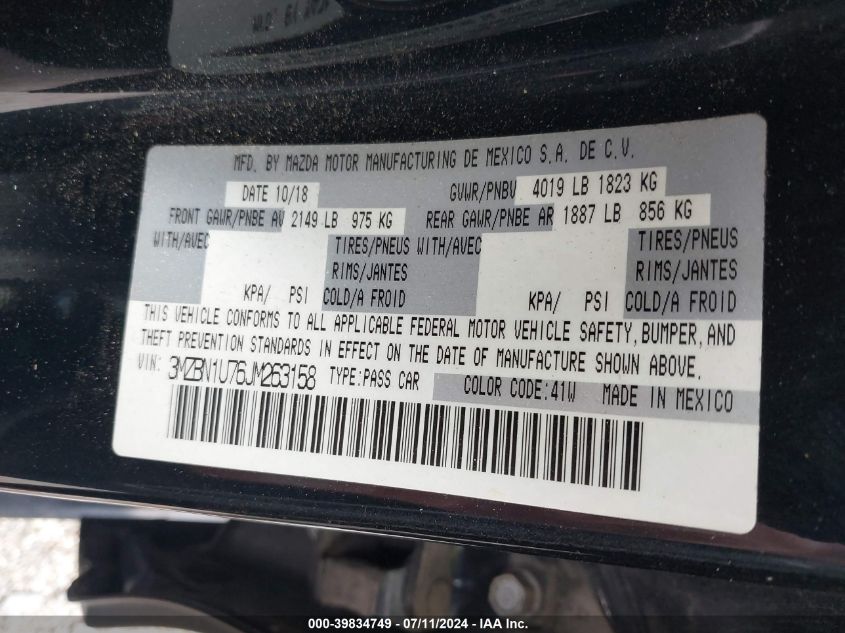 MFD. BY MAZDA MOTOR MANUFACTURING DE MEXICO S.A. DE C.V.
DATE 10/18 GVWR/PNBV 4019 LB 1823 KG
FRONT GAWR/PNBE AV 2149 LB 975 KG REAR GAWR/PNBE AR 1887 LB 856 KG
WITH/AVEC TIRES/PNEUS WITH/AVEC TIRES/PNEUS
RIMS/JANTES RIMS/JANTES
KPA/ PSI COLD/A FROID KPA/ PSI COLD/A FROID
THIS VEHICLE CONFORMS TO ALL APPLICABLE FEDERAL MOTOR VEHICLE SAFETY, BUMPER, AND
THEFT PREVENTION STANDARDS IN EFFECT ON THE DATE OF MANUFACTURE SHOWN ABOVE.
VIN: 3MZBN1U76JM263158 TYPE:PASS CAR COLOR CODE:41W MADE IN MEXICO
000-39834749 - 07/11/2024 - IAA Inc.